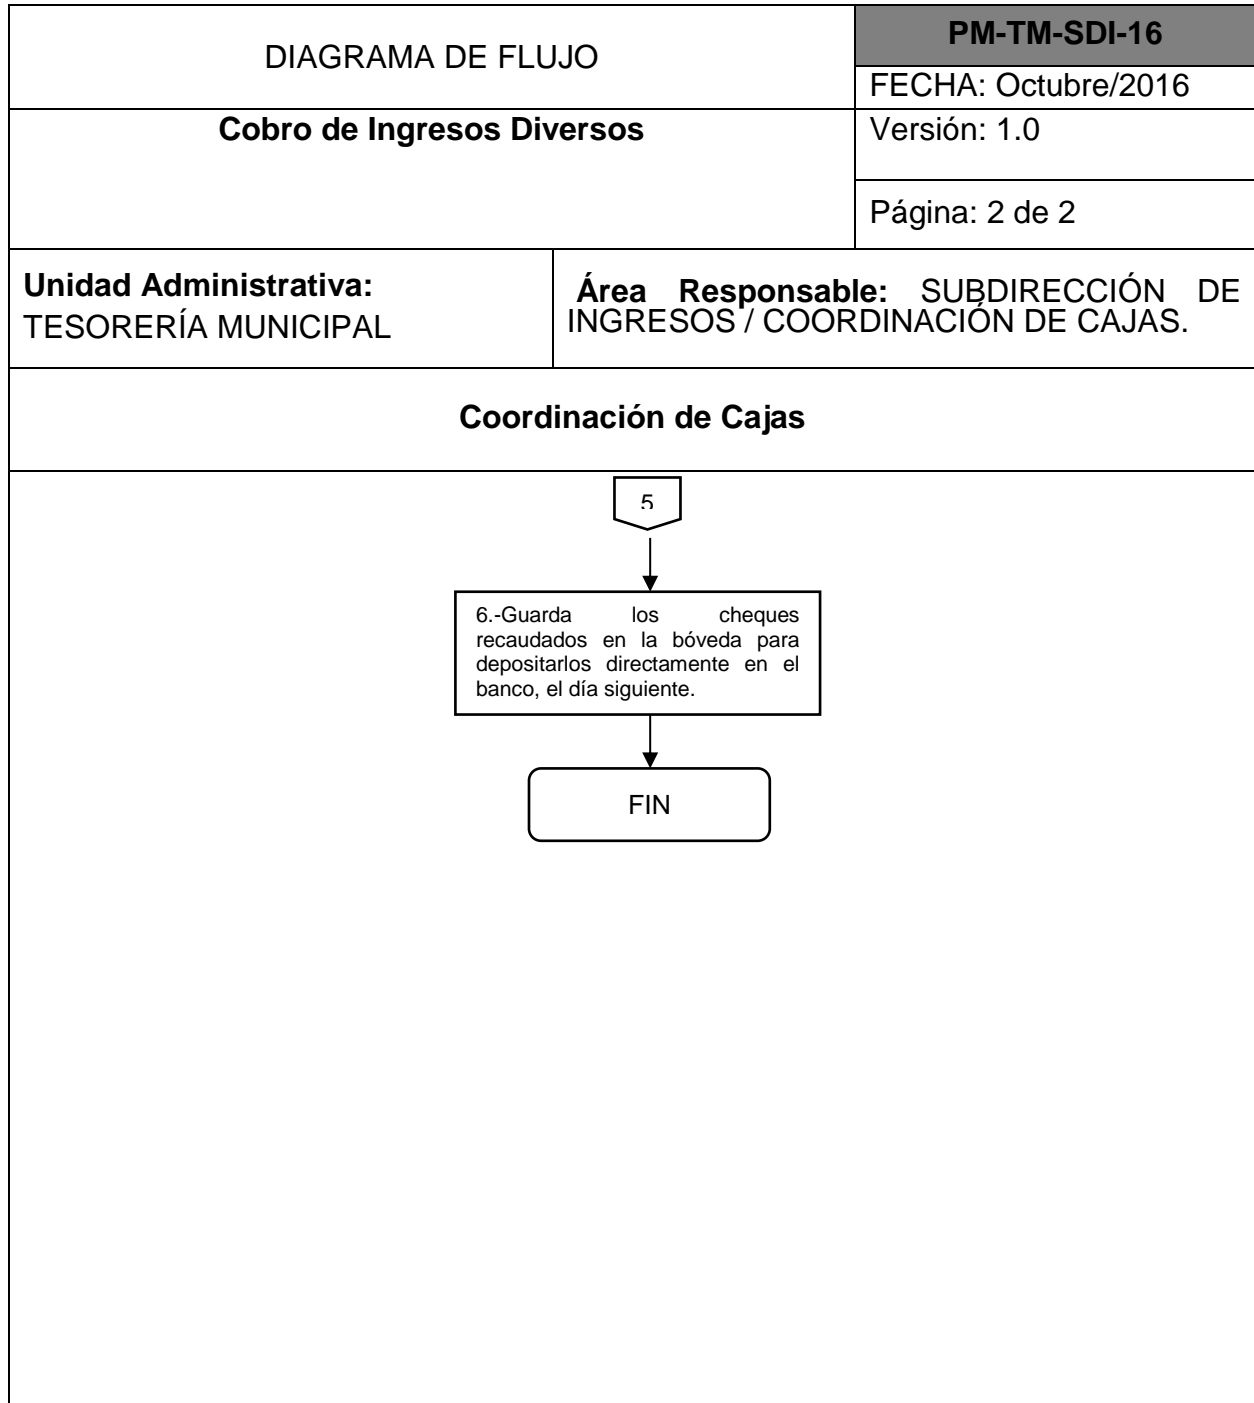 DIAGRAMA DE FLUJO
PM-TM-SDI-16
FECHA: Octubre/2016
Cobro de Ingresos Diversos
Versión: 1.0
Página: 2 de 2
Unidad Administrativa:
TESORERÍA MUNICIPAL
Área Responsable: SUBDIRECCIÓN DE
INGRESOS / COORDINACIÓN DE CAJAS.
Coordinación de Cajas
5
6.-Guarda los cheques
recaudados en la bóveda para
depositarlos directamente en el
banco, el día siguiente.
FIN